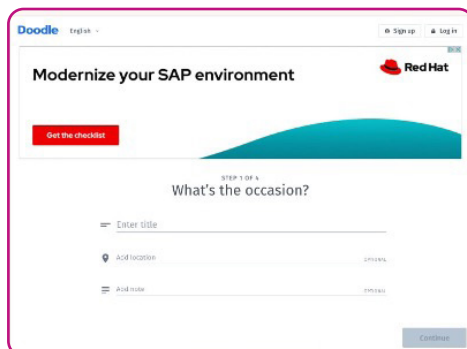 Doodle English
Sign up Log in
Modernize your SAP environment
Red Hat
Get the checklist
STEP 1 OF 4
What's the occasion?
Enter title
Add location OPTIONAL
Add note OPTIONAL
Continue